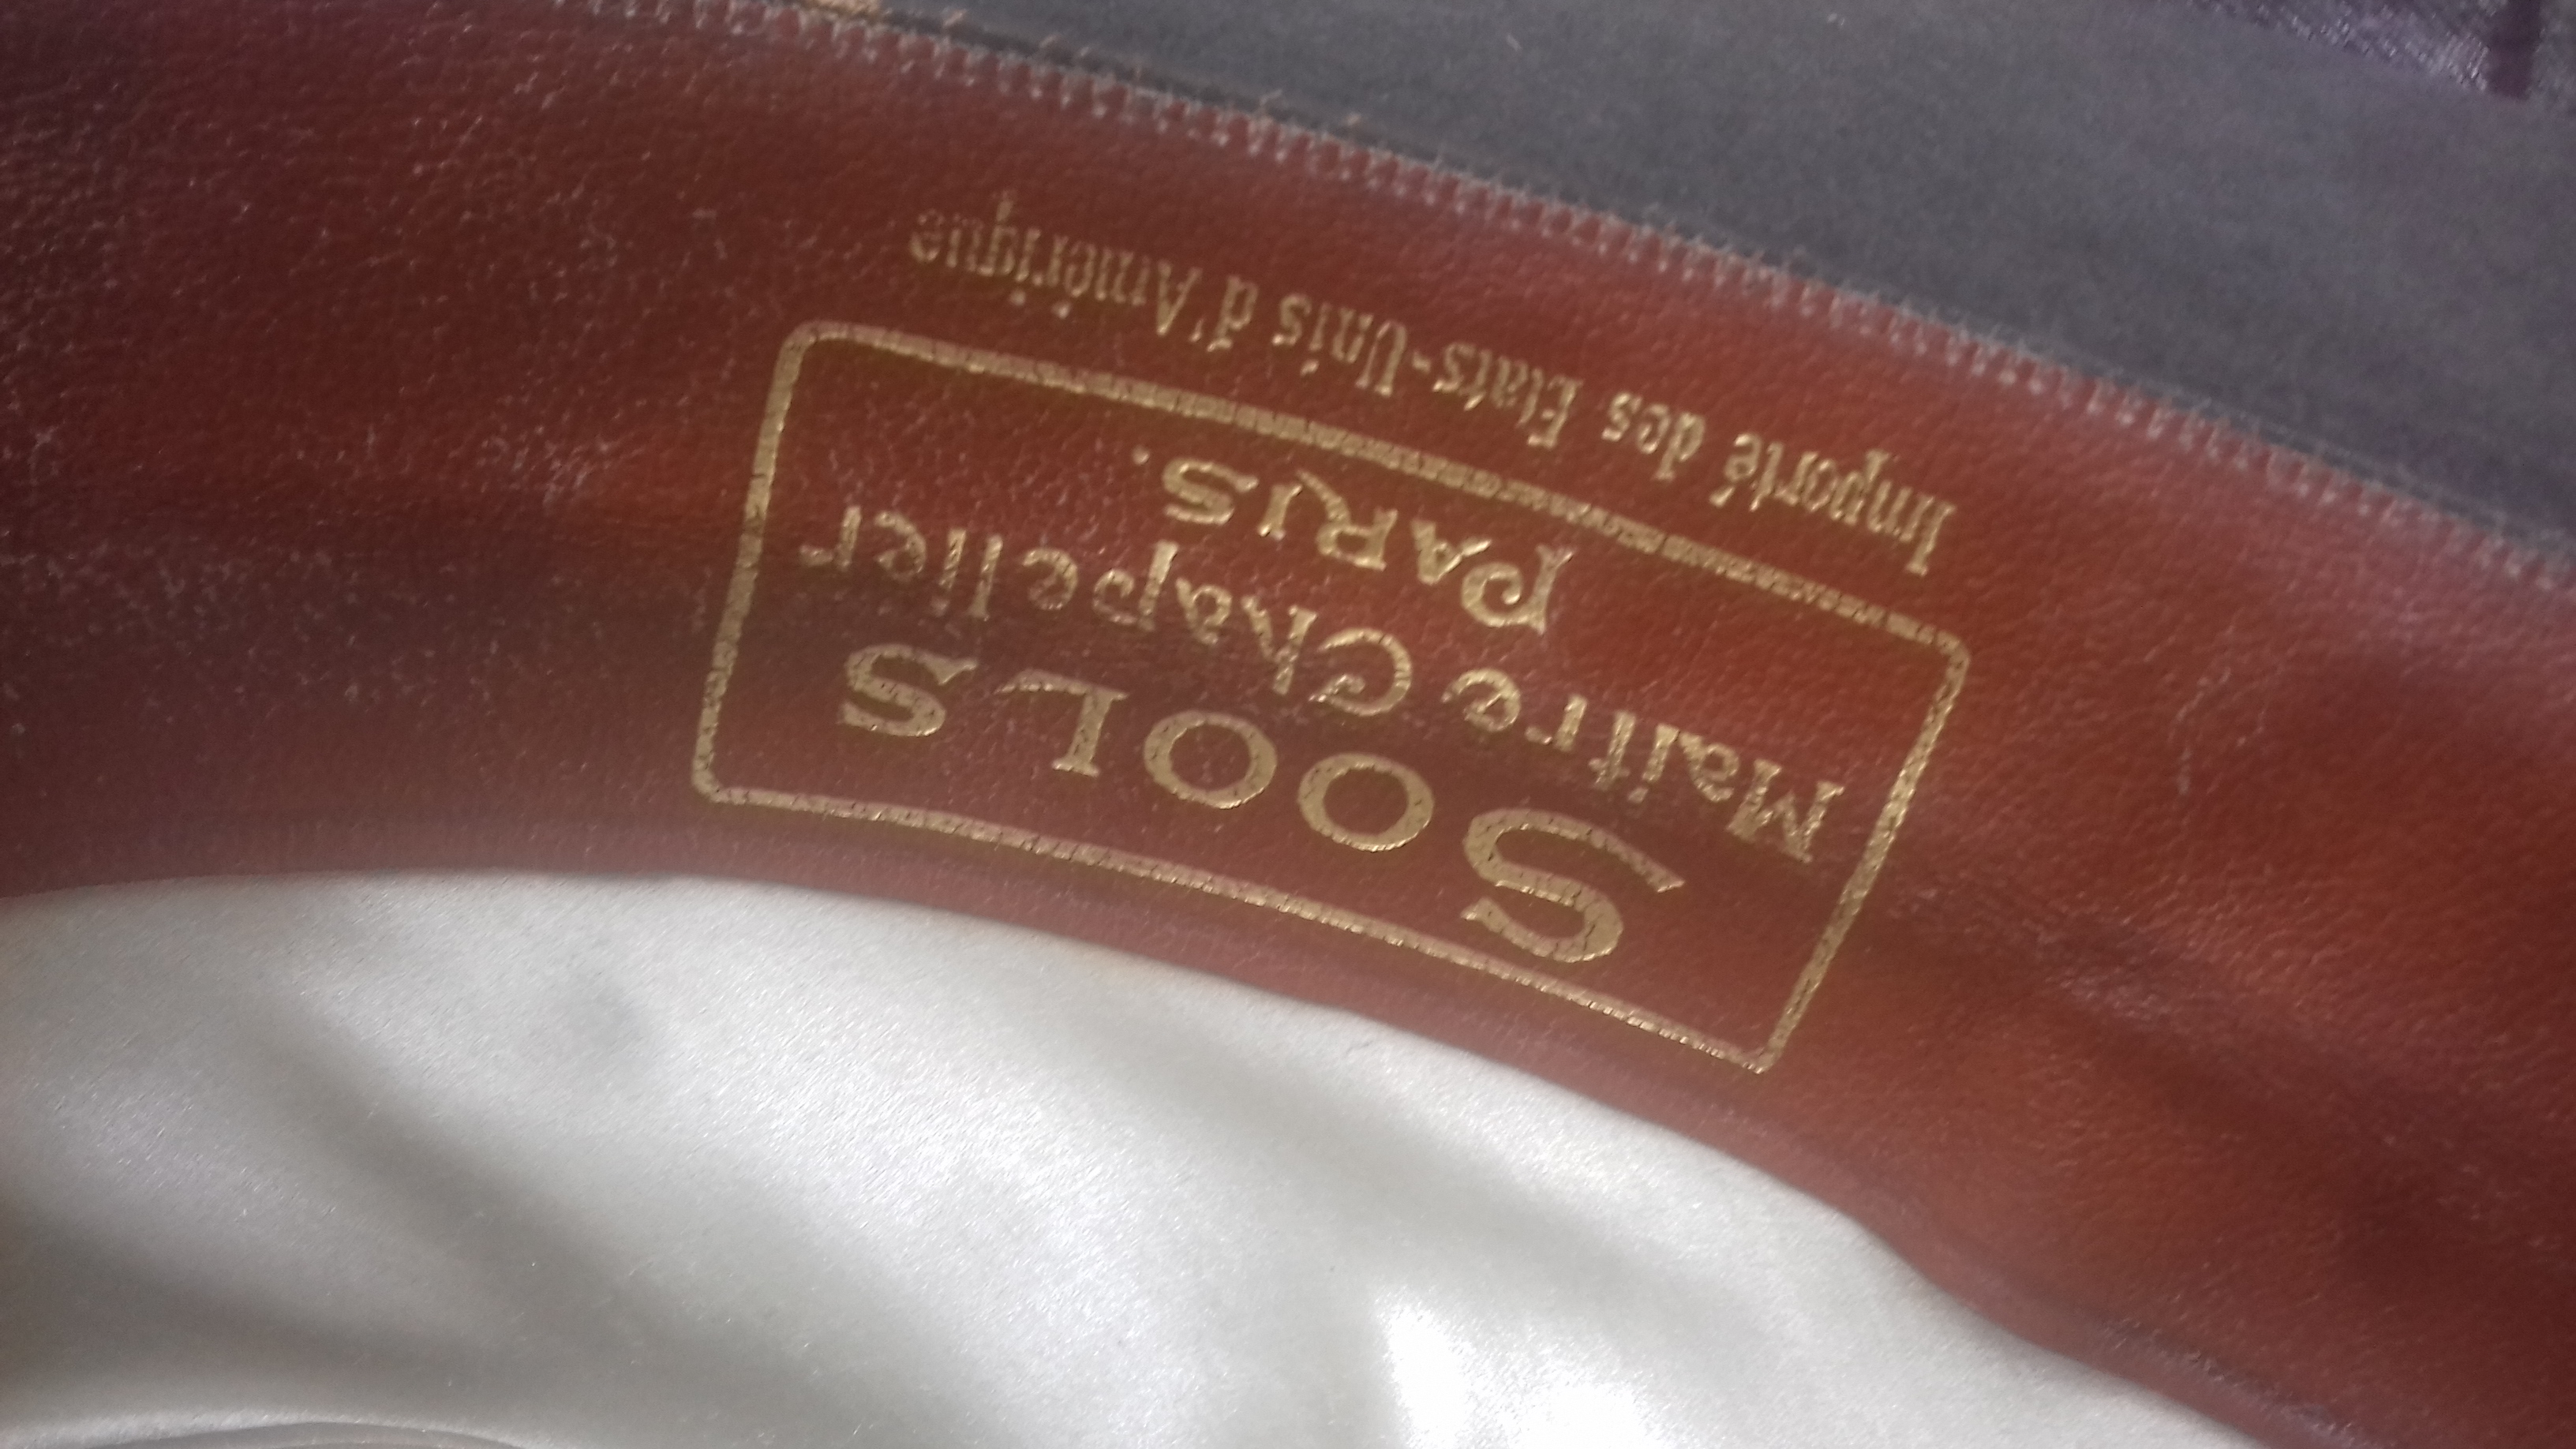 SOOLS
Maitre Chapelier
PARIS.
Importé des Etats-Unis d'Amérique